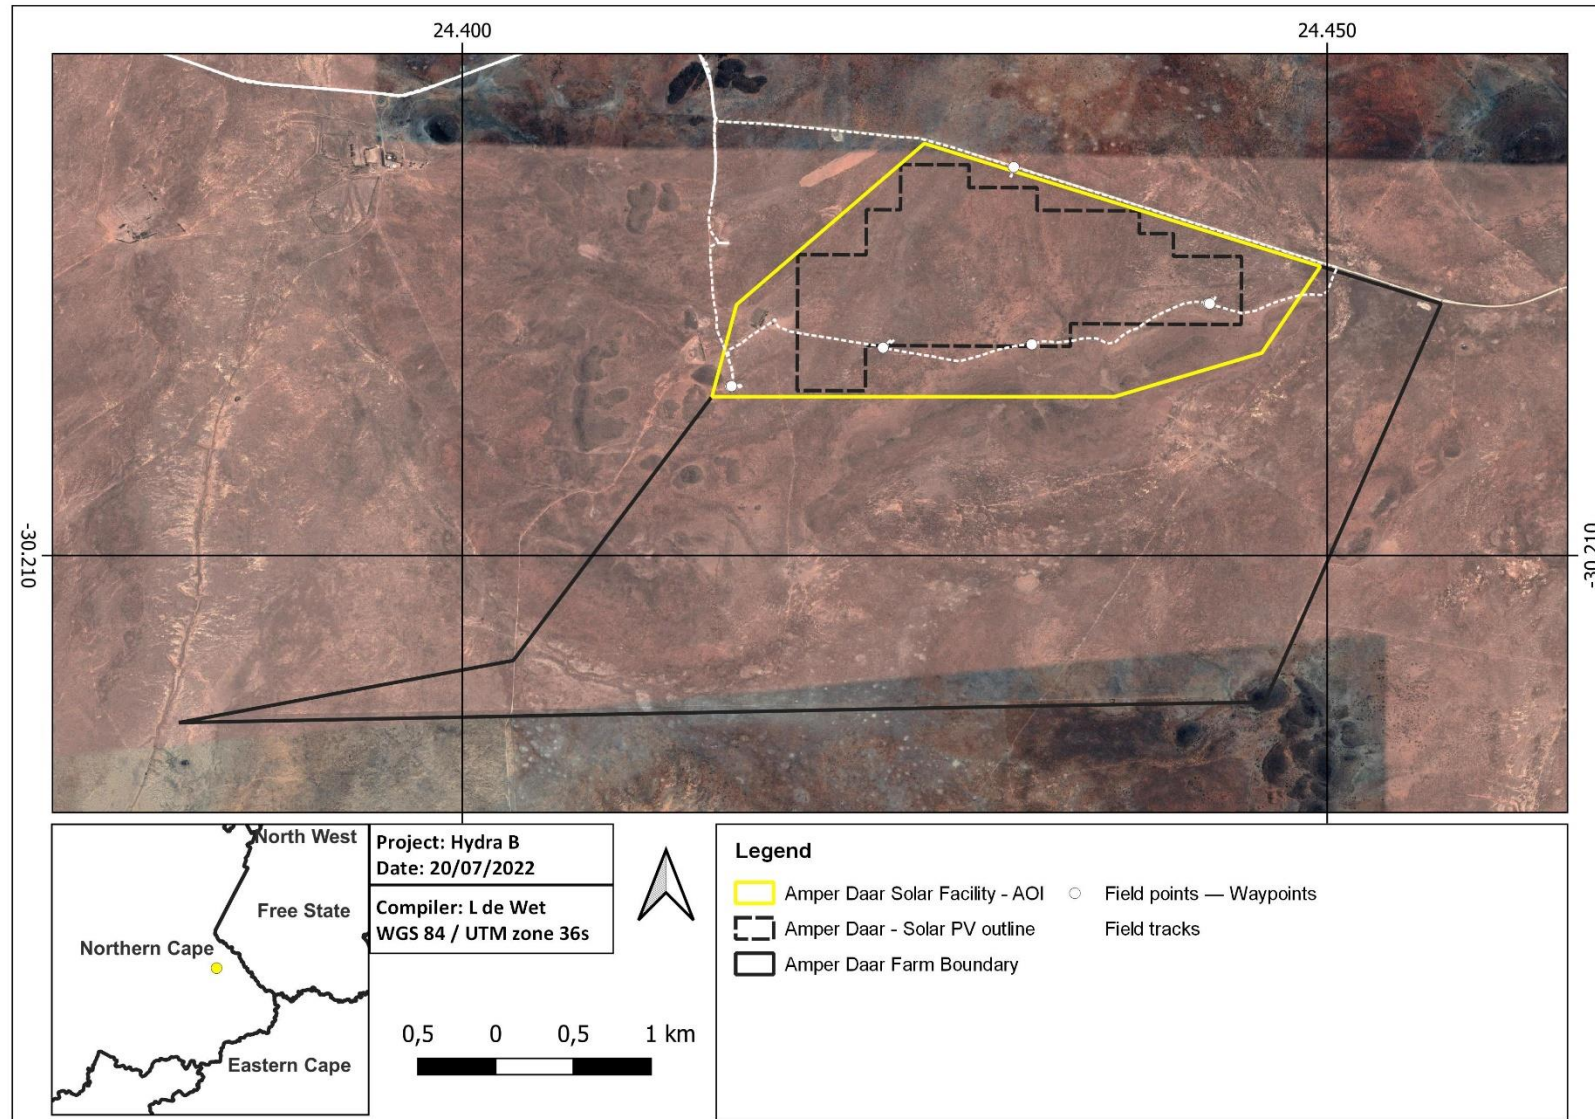 24.400
24.450
-30.210
-30.210
North West
Free State
Northern Cape
Eastern Cape
Project: Hydra B
Date: 20/07/2022
Compiler: L de Wet
WGS 84 / UTM zone 36s
0,5 0 0,5 1 km
Legend
Amper Daar Solar Facility - AOI
Amper Daar - Solar PV outline
Amper Daar Farm Boundary
Field points — Waypoints
Field tracks